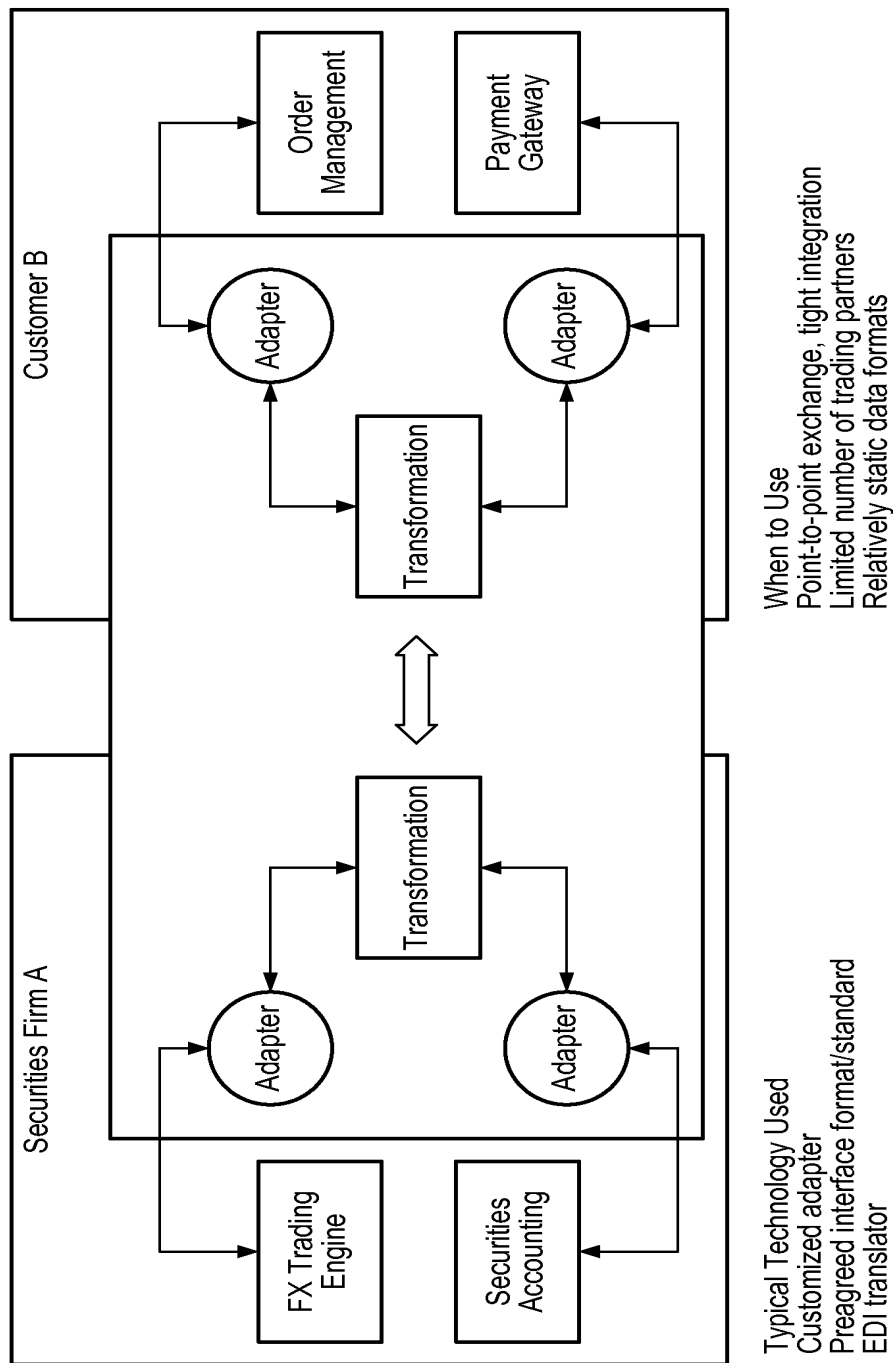 Securities Firm A
FX Trading
Engine
Securities
Accounting
Adapter
Adapter
Transformation
Customer B
Transformation
Adapter
Adapter
Order
Management
Payment
Gateway
Typical Technology Used
Customized adapter
Preagreed interface format/standard
EDI translator
When to Use
Point-to-point exchange, tight integration
Limited number of trading partners
Relatively static data formats